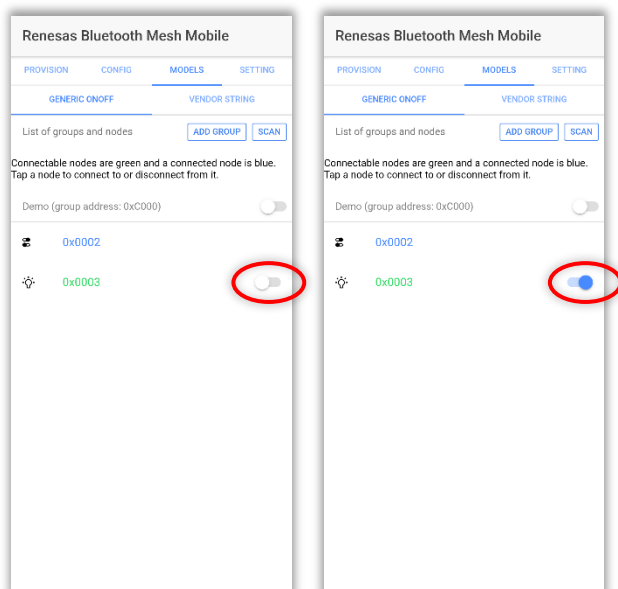 Renesas Bluetooth Mesh Mobile
PROVISION CONFIG MODELS SETTING
GENERIC ONOFF VENDOR STRING
List of groups and nodes ADD GROUP SCAN
Connectable nodes are green and a connected node is blue.
Tap a node to connect to or disconnect from it.
Demo (group address: 0xC000)
0x0002
0x0003
Renesas Bluetooth Mesh Mobile
PROVISION CONFIG MODELS SETTING
GENERIC ONOFF VENDOR STRING
List of groups and nodes ADD GROUP SCAN
Connectable nodes are green and a connected node is blue.
Tap a node to connect to or disconnect from it.
Demo (group address: 0xC000)
0x0002
0x0003